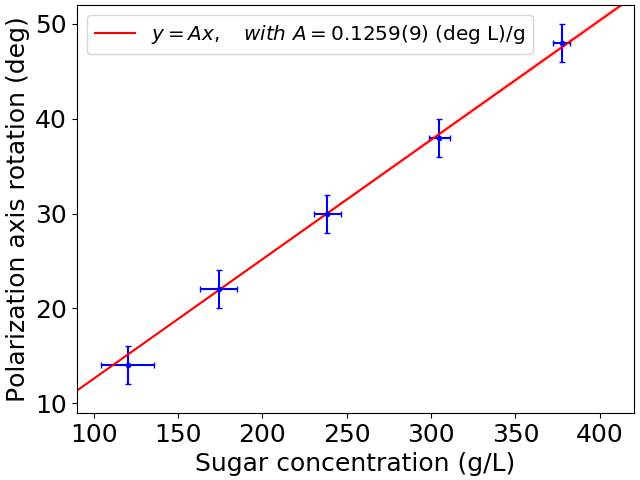 y = Ax, with A = 0.1259(9) (deg L)/g
50
40
30
20
10
Polarization axis rotation (deg)
100 150 200 250 300 350 400
Sugar concentration (g/L)